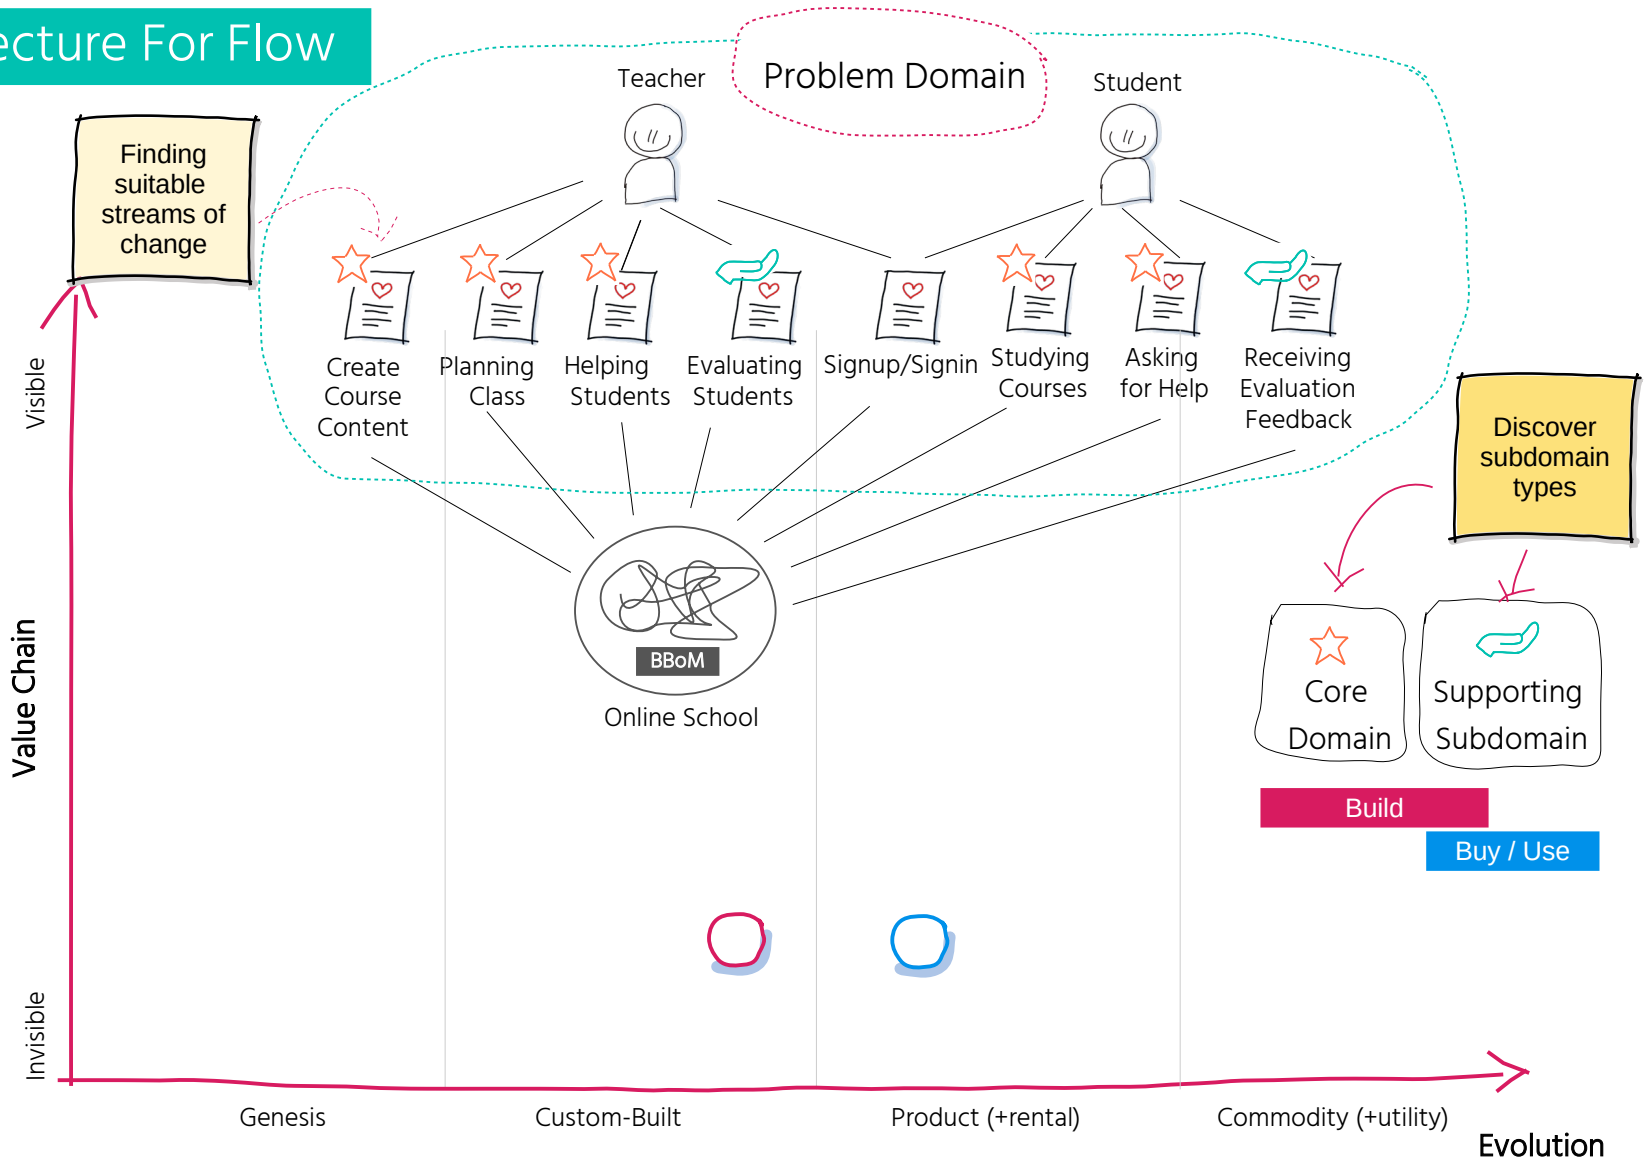 ecture For Flow
Problem Domain
Teacher
Student
Finding
suitable
streams of
change
Create
Course
Content
Planning
Class
Helping
Students
Evaluating
Students
Signup/Signin
Studying
Courses
Asking
for Help
Receiving
Evaluation
Feedback
Discover
subdomain
types
BBoM
Online School
Core
Domain
Supporting
Subdomain
Build
Buy / Use
Visible
Value Chain
Invisible
Genesis
Custom-Built
Product (+rental)
Commodity (+utility)
Evolution